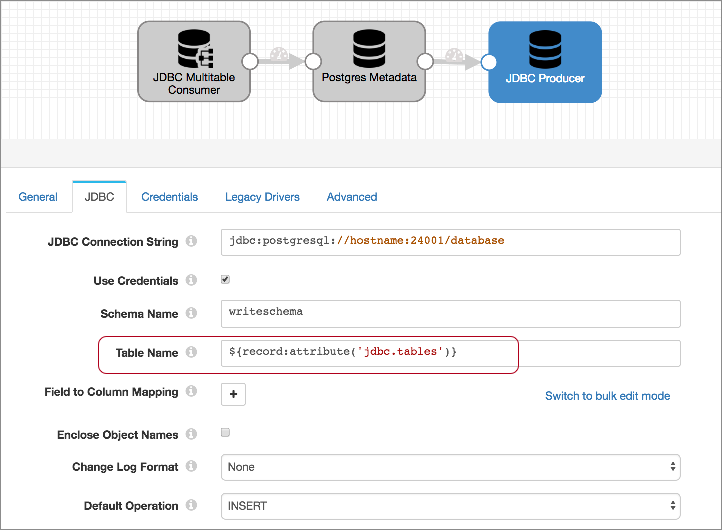 JDBC Multitable
Consumer
Postgres Metadata
JDBC Producer
General
JDBC
Credentials
Legacy Drivers
Advanced
JDBC Connection String
jdbc:postgresql://hostname:24001/database
Use Credentials
Schema Name
writeschema
Table Name
${record:attribute('jdbc.tables')}
Field to Column Mapping
+
Switch to bulk edit mode
Enclose Object Names
Change Log Format
None
Default Operation
INSERT